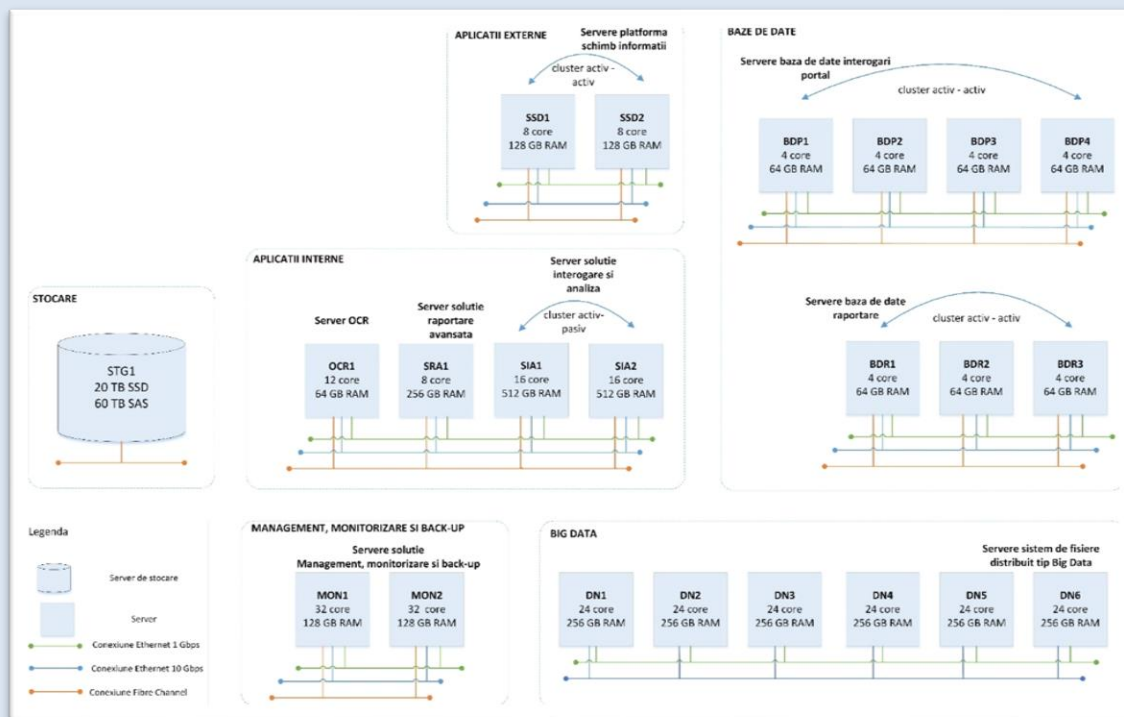 APLICATII EXTERNE
Servere platforma
schimb informatii
cluster activ -
activ
SSD1
8 core
128 GB RAM
SSD2
8 core
128 GB RAM
BAZE DE DATE
Servere baza de date interogari
portal
cluster activ - activ
BDP1
4 core
64 GB RAM
BDP2
4 core
64 GB RAM
BDP3
4 core
64 GB RAM
BDP4
4 core
64 GB RAM
STOCARE
STG1
20 TB SSD
60 TB SAS
APLICATII INTERNE
Server OCR
Server solutie
raportare
avansata
Server solutie
interogare si
analiza
cluster activ-
pasiv
OCR1
12 core
64 GB RAM
SRA1
8 core
256 GB RAM
SIA1
16 core
512 GB RAM
SIA2
16 core
512 GB RAM
Servere baza de date
raportare
cluster activ - activ
BDR1
4 core
64 GB RAM
BDR2
4 core
64 GB RAM
BDR3
4 core
64 GB RAM
Legenda
Server de stocare
Server
Conexiune Ethernet 1 Gbps
Conexiune Ethernet 10 Gbps
Conexiune Fibre Channel
MANAGEMENT, MONITORIZARE SI BACK-UP
Servere solutie
Management, monitorizare si back-up
MON1
32 core
128 GB RAM
MON2
32 core
128 GB RAM
BIG DATA
Servere sistem de fisiere
distribuit tip Big Data
DN1
24 core
256 GB RAM
DN2
24 core
256 GB RAM
DN3
24 core
256 GB RAM
DN4
24 core
256 GB RAM
DN5
24 core
256 GB RAM
DN6
24 core
256 GB RAM